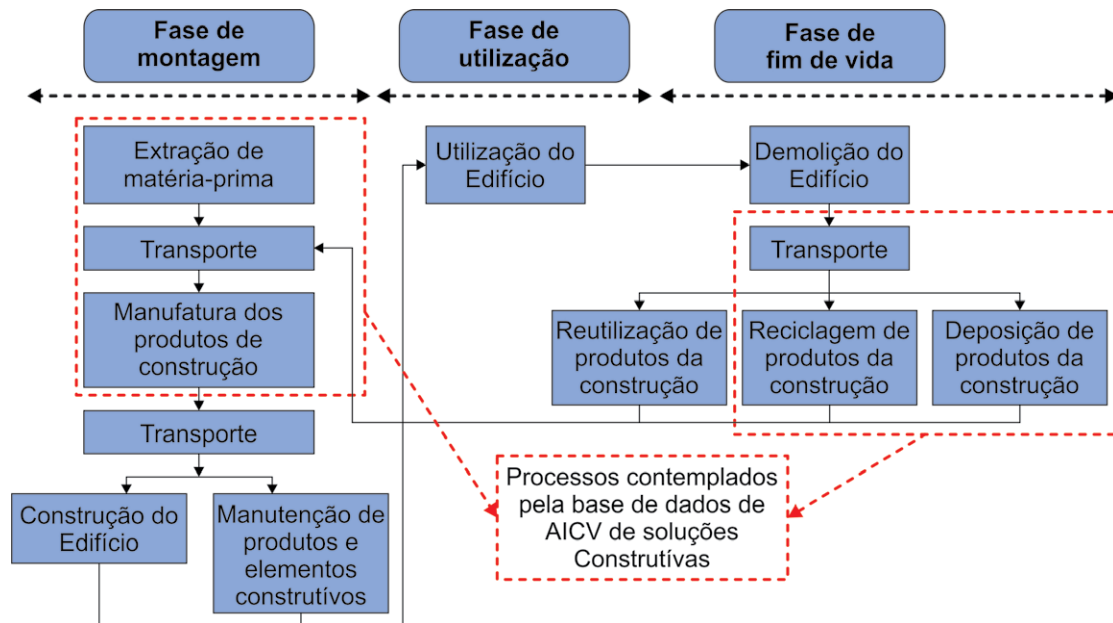 Fase de
montagem
Fase de
utilização
Fase de
fim de vida
Extração de
matéria-prima
Utilização do
Edifício
Demolição do
Edifício
Transporte
Transporte
Manufatura dos
produtos de
construção
Reutilização de
produtos da
construção
Reciclagem de
produtos da
construção
Deposição de
produtos da
construção
Transporte
Processos contemplados
pela base de dados de
AICV de soluções
Construtívas
Construção do
Edifício
Manutenção de
produtos e
elementos
construtívos